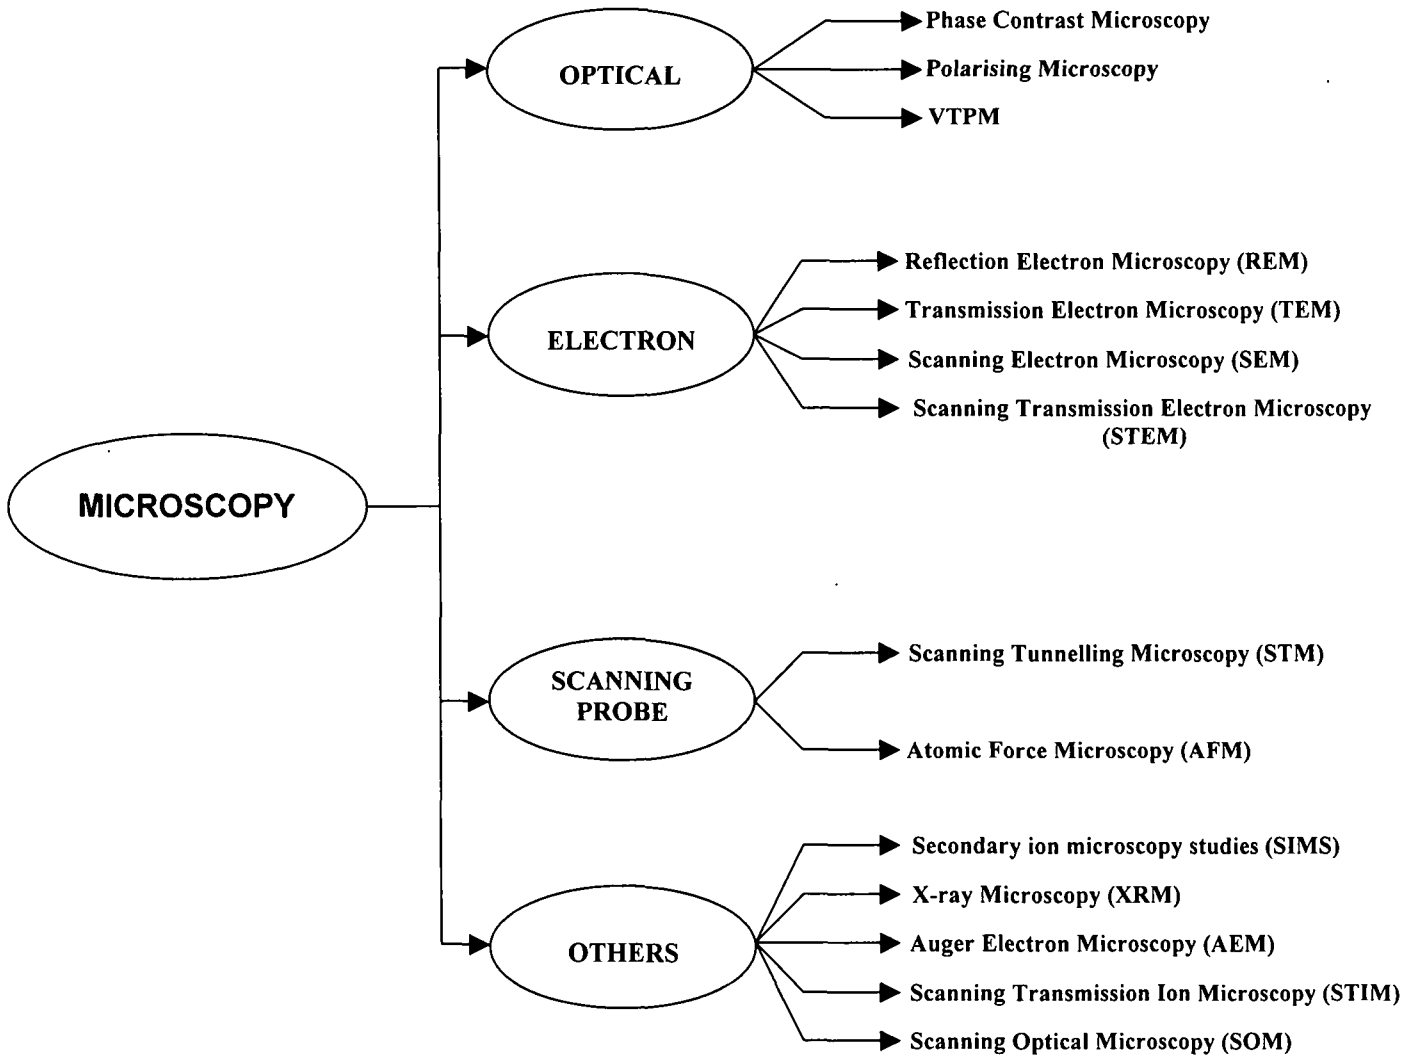 MICROSCOPY
OPTICAL
Phase Contrast Microscopy
Polarising Microscopy
VTPM
ELECTRON
Reflection Electron Microscopy (REM)
Transmission Electron Microscopy (TEM)
Scanning Electron Microscopy (SEM)
Scanning Transmission Electron Microscopy
(STEM)
SCANNING
PROBE
Scanning Tunnelling Microscopy (STM)
Atomic Force Microscopy (AFM)
OTHERS
Secondary ion microscopy studies (SIMS)
X-ray Microscopy (XRM)
Auger Electron Microscopy (AEM)
Scanning Transmission Ion Microscopy (STIM)
Scanning Optical Microscopy (SOM)